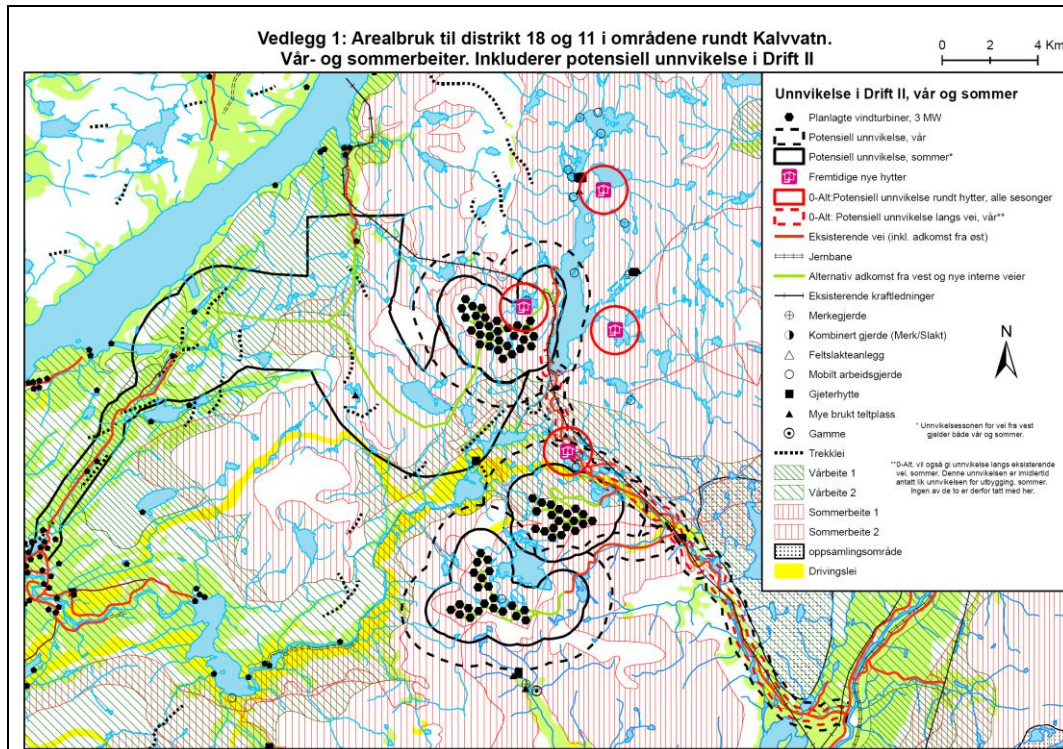 Vedlegg 1: Arealbruk til distrikt 18 og 11 i områdene rundt Kalvvatn.
Vår- og sommerbeiter. Inkluderer potensiell unnvikelse i Drift II
0 2 4 Km
Unnvikelse i Drift II, vår og sommer
Planlagte vindturbiner, 3 MW
Potensiell unnvikelse, vår
Potensiell unnvikelse, sommer*
Fremtidige nye hytter
0-Alt:Potensiell unnvikelse rundt hytter, alle sesonger
0-Alt: Potensiell unnvikelse langs vei, vår**
Eksisterende vei (inkl. adkomst fra øst)
Jernbane
Alternativ adkomst fra vest og nye interne veier
Eksisterende kraftledninger
Merkegjerde
Kombinert gjerde (Merk/Slakt)
Feltslakteanlegg
Mobilt arbeidsgjerde
Gjeterhytte
Mye brukt teltplass
Gamme
Trekklei
Vårbeite 1
Vårbeite 2
Sommerbeite 1
Sommerbeite 2
oppsamlingsområde
Drivingslei
N
* Unnvikelsessonen for vei fra vest
gjelder både vår og sommer.
**0-Alt. vil også gi unnvikelse langs eksisterende
vei, sommer. Denne unnvikelsen er imidlertid
antatt lik unnvikelsen for utbygging, sommer.
Ingen av de to er derfor tatt med her.